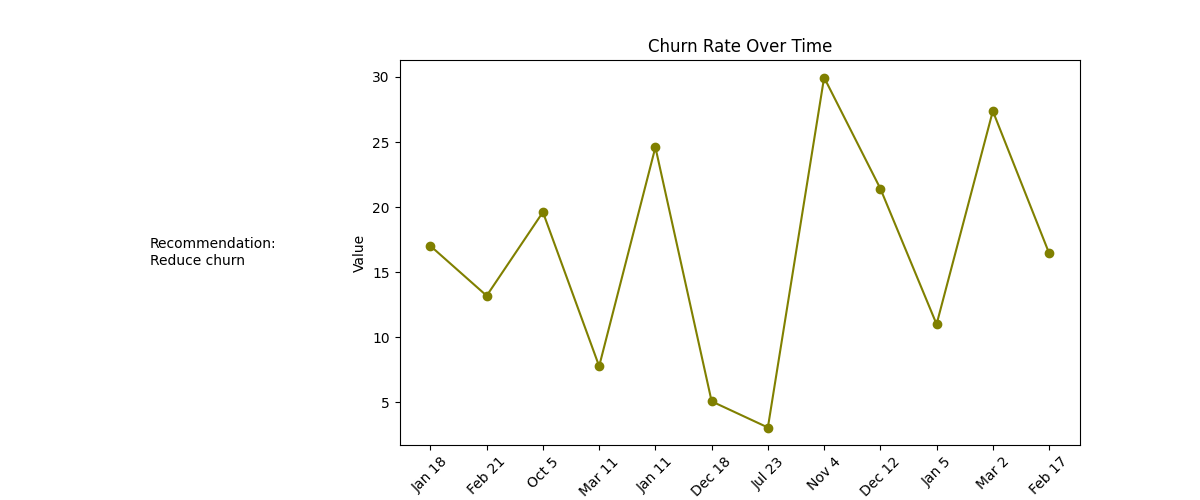 Churn Rate Over Time
Recommendation:
Reduce churn
Value
30
25
20
15
10
5
Jan 18
Feb 21
Oct 5
Mar 11
Jan 11
Dec 18
Jul 23
Nov 4
Dec 12
Jan 5
Mar 2
Feb 17